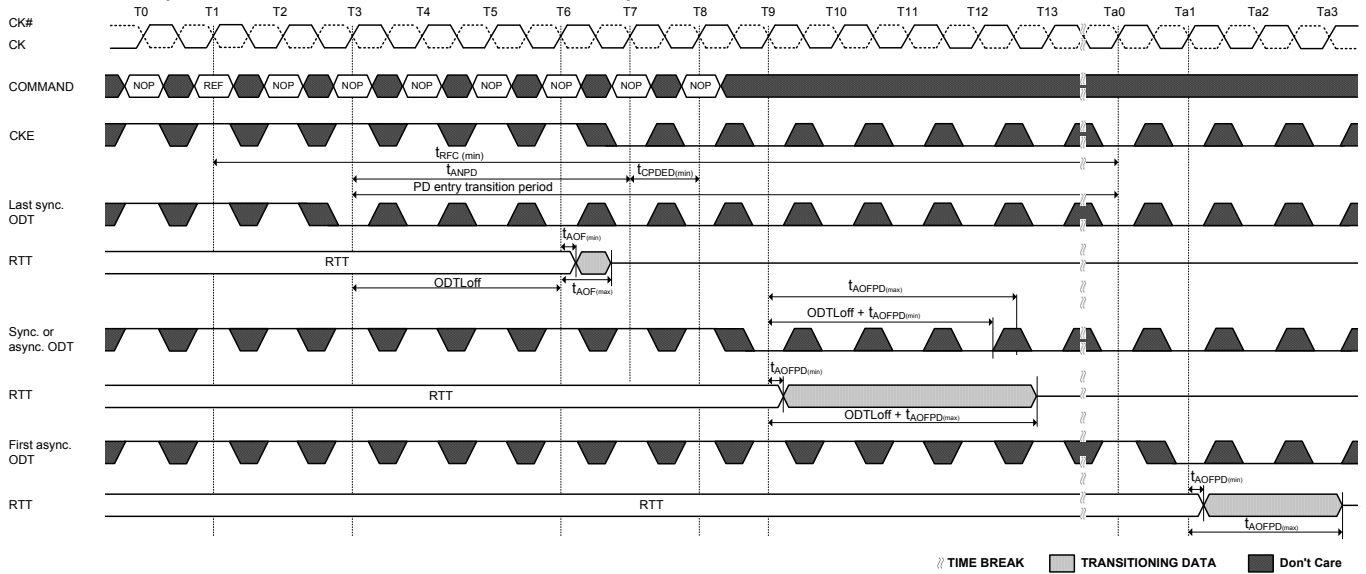 T0 T1 T2 T3 T4 T5 T6 T7 T8 T9 T10 T11 T12 T13 Ta0 Ta1 Ta2 Ta3
CK#
CK
COMMAND NOP REF NOP NOP NOP NOP NOP NOP NOP
CKE
tRFC (min)
tANPD tCPDED(min)
PD entry transition period
Last sync.
ODT
tAOF(min)
RTT RTT
ODTLoff tAOF(max)
tAOFPD(max)
ODTLoff + tAOFPD(min)
Sync. or
async. ODT
tAOFPD(min)
RTT RTT
ODTLoff + tAOFPD(max)
First async.
ODT
tAOFPD(min)
RTT RTT
tAOFPD(max)
TIME BREAK TRANSITIONING DATA Don't Care